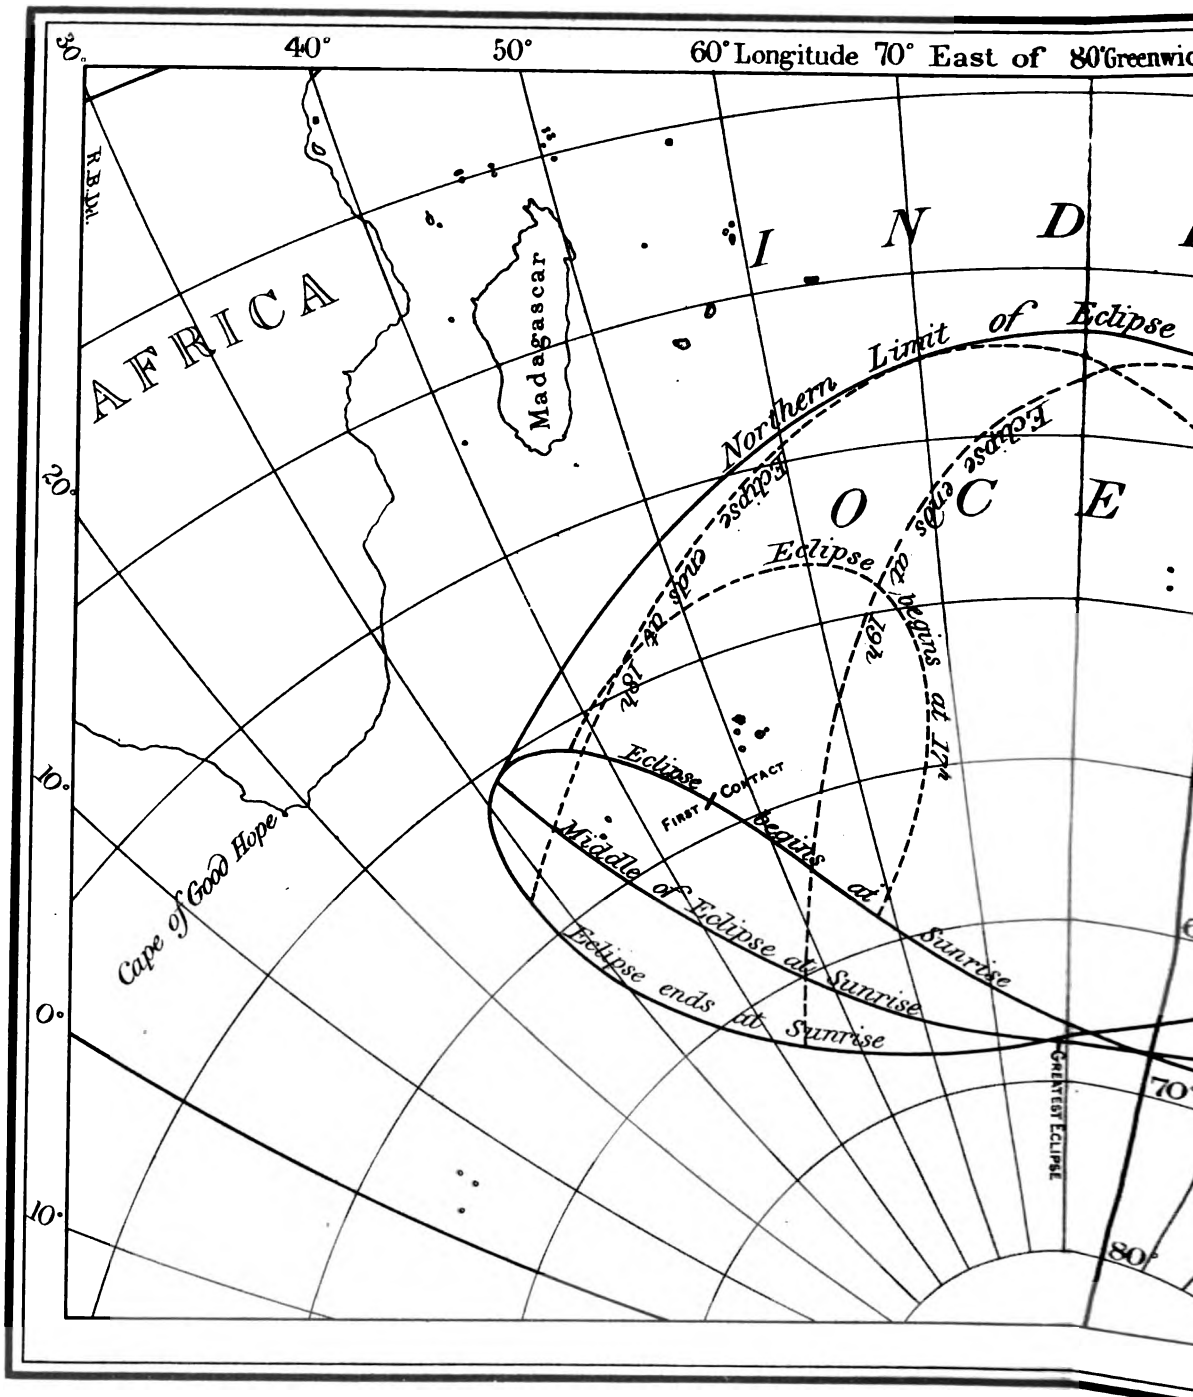 30° 40° 50° 60° Longitude 70° East of 80° Greenwic
R.B. Del.
I N D
AFRICA
Madagascar
Northern Limit of Eclipse
O C E
Eclipse ends at 18h
Eclipse ends at 19h
Eclipse begins at 17h
20°
10°
0°
10°
Cape of Good Hope
Eclipse begins at Sunrise
FIRST CONTACT
Middle of Eclipse at Sunrise
Eclipse ends at Sunrise
GREATEST ECLIPSE
70°
80°